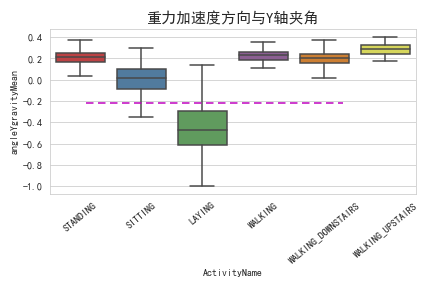 重力加速度方向与Y轴夹角
0.4
0.2
0.0
-0.2
-0.4
-0.6
-0.8
-1.0
angleYgravityMean
STANDING
SITTING
LAYING
WALKING
WALKING_DOWNSTAIRS
WALKING_UPSTAIRS
ActivityName